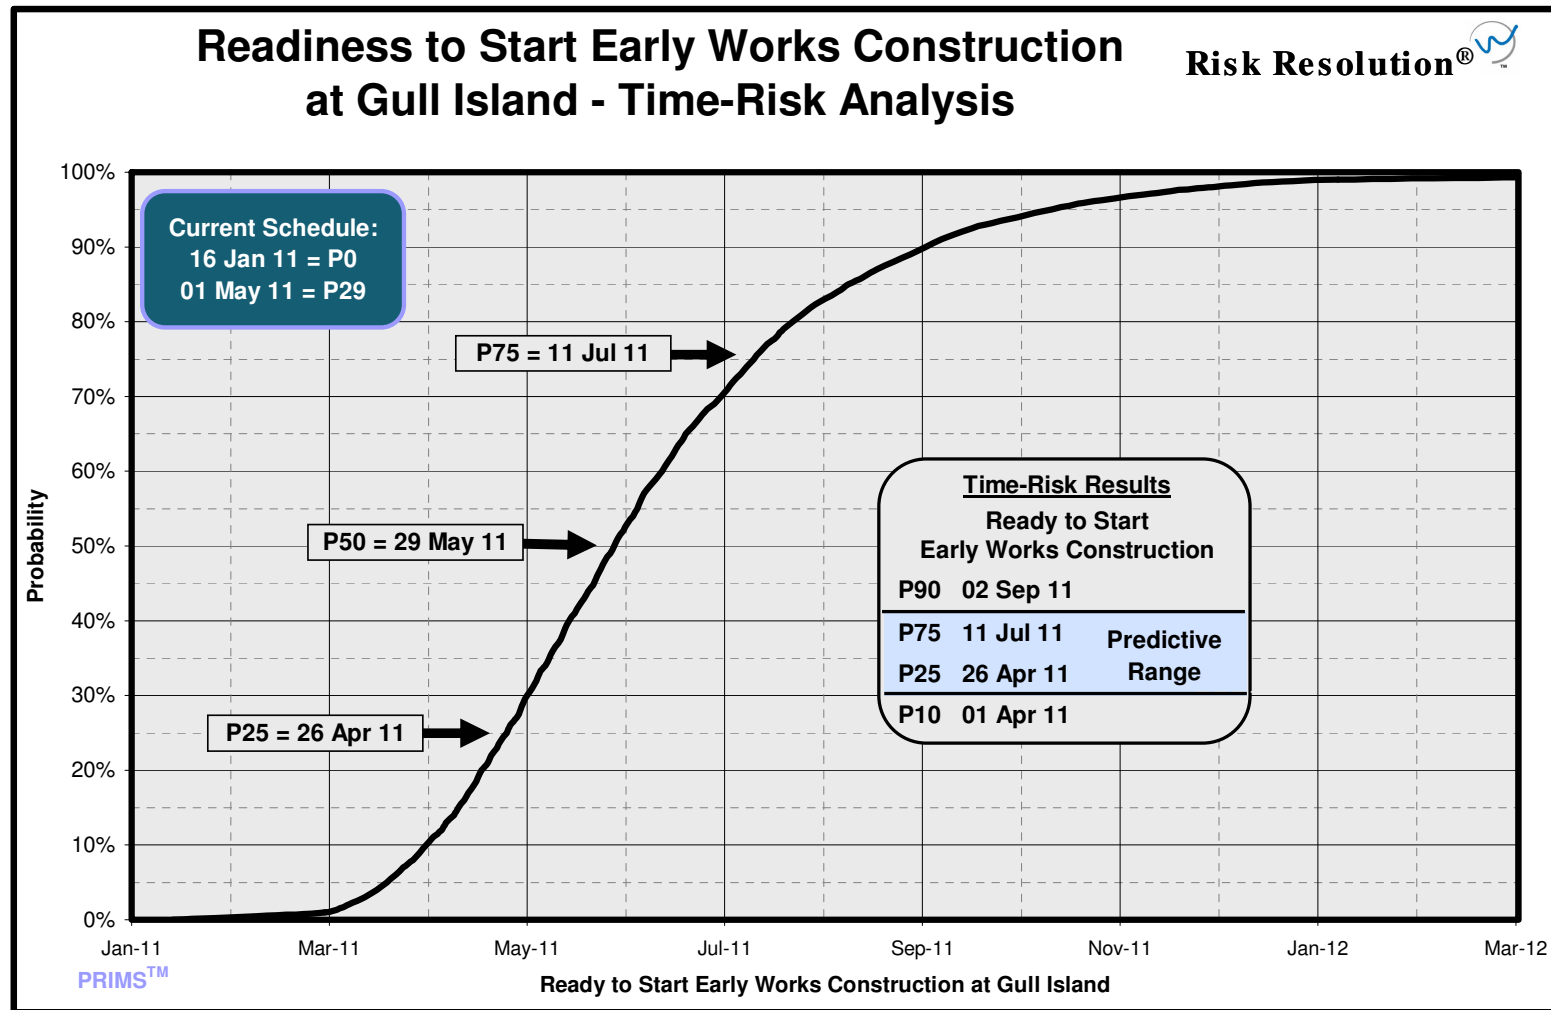 Readiness to Start Early Works Construction
at Gull Island - Time-Risk Analysis
Risk Resolution®
TM
100%
90%
80%
70%
60%
50%
40%
30%
20%
10%
0%
Probability
Current Schedule:
16 Jan 11 = P0
01 May 11 = P29
P75 = 11 Jul 11
P50 = 29 May 11
P25 = 26 Apr 11
Time-Risk Results
Ready to Start
Early Works Construction
P90 02 Sep 11
P75 11 Jul 11
P25 26 Apr 11
Predictive
Range
P10 01 Apr 11
Jan-11 Mar-11 May-11 Jul-11 Sep-11 Nov-11 Jan-12 Mar-12
PRIMS™
Ready to Start Early Works Construction at Gull Island